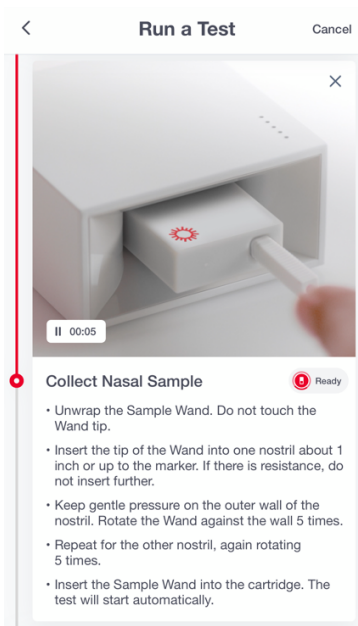 Run a Test
Cancel
00:05
Collect Nasal Sample
Ready
• Unwrap the Sample Wand. Do not touch the
Wand tip.
• Insert the tip of the Wand into one nostril about 1
inch or up to the marker. If there is resistance, do
not insert further.
• Keep gentle pressure on the outer wall of the
nostril. Rotate the Wand against the wall 5 times.
• Repeat for the other nostril, again rotating
5 times.
• Insert the Sample Wand into the cartridge. The
test will start automatically.